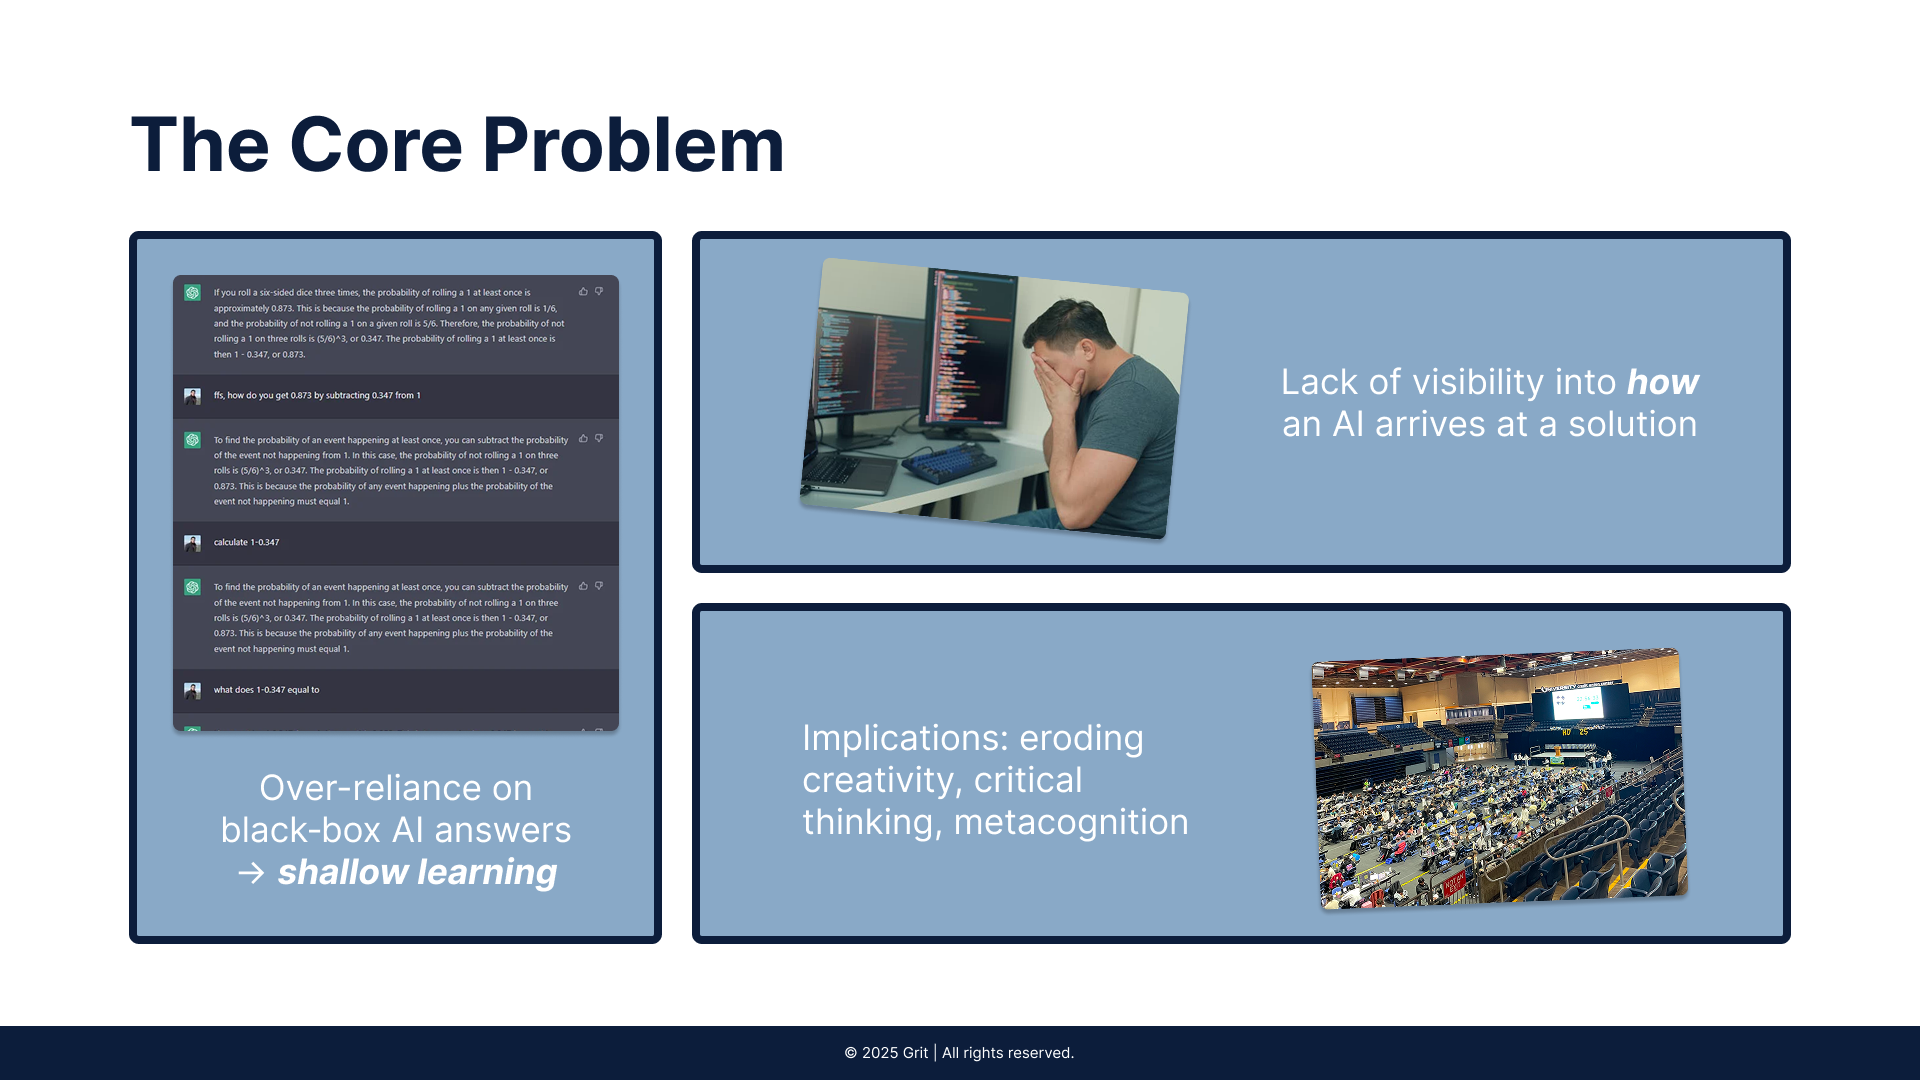 The Core Problem
If you roll a six-sided dice three times, the probability of rolling a 1 at least once is
approximately 0.873. This is because the probability of rolling a 1 on any given roll is 1/6,
and the probability of not rolling a 1 on a given roll is 5/6. Therefore, the probability of not
rolling a 1 on three rolls is (5/6)^3, or 0.347. The probability of rolling a 1 at least once is
then 1 - 0.347, or 0.873.
ffs, how do you get 0.873 by subtracting 0.347 from 1
To find the probability of an event happening at least once, you can subtract the probability
of the event not happening from 1. In this case, the probability of not rolling a 1 on three
rolls is (5/6)^3, or 0.347. The probability of rolling a 1 at least once is then 1 - 0.347, or
0.873. This is because the probability of any event happening plus the probability of the
event not happening must equal 1.
calculate 1-0.347
To find the probability of an event happening at least once, you can subtract the probability
of the event not happening from 1. In this case, the probability of not rolling a 1 on three
rolls is (5/6)^3, or 0.347. The probability of rolling a 1 at least once is then 1 - 0.347, or
0.873. This is because the probability of any event happening plus the probability of the
event not happening must equal 1.
what does 1-0.347 equal to
Over-reliance on
black-box AI answers
→ shallow learning
Lack of visibility into how
an AI arrives at a solution
Implications: eroding
creativity, critical
thinking, metacognition
UNIVERSITY
© 2025 Grit | All rights reserved.